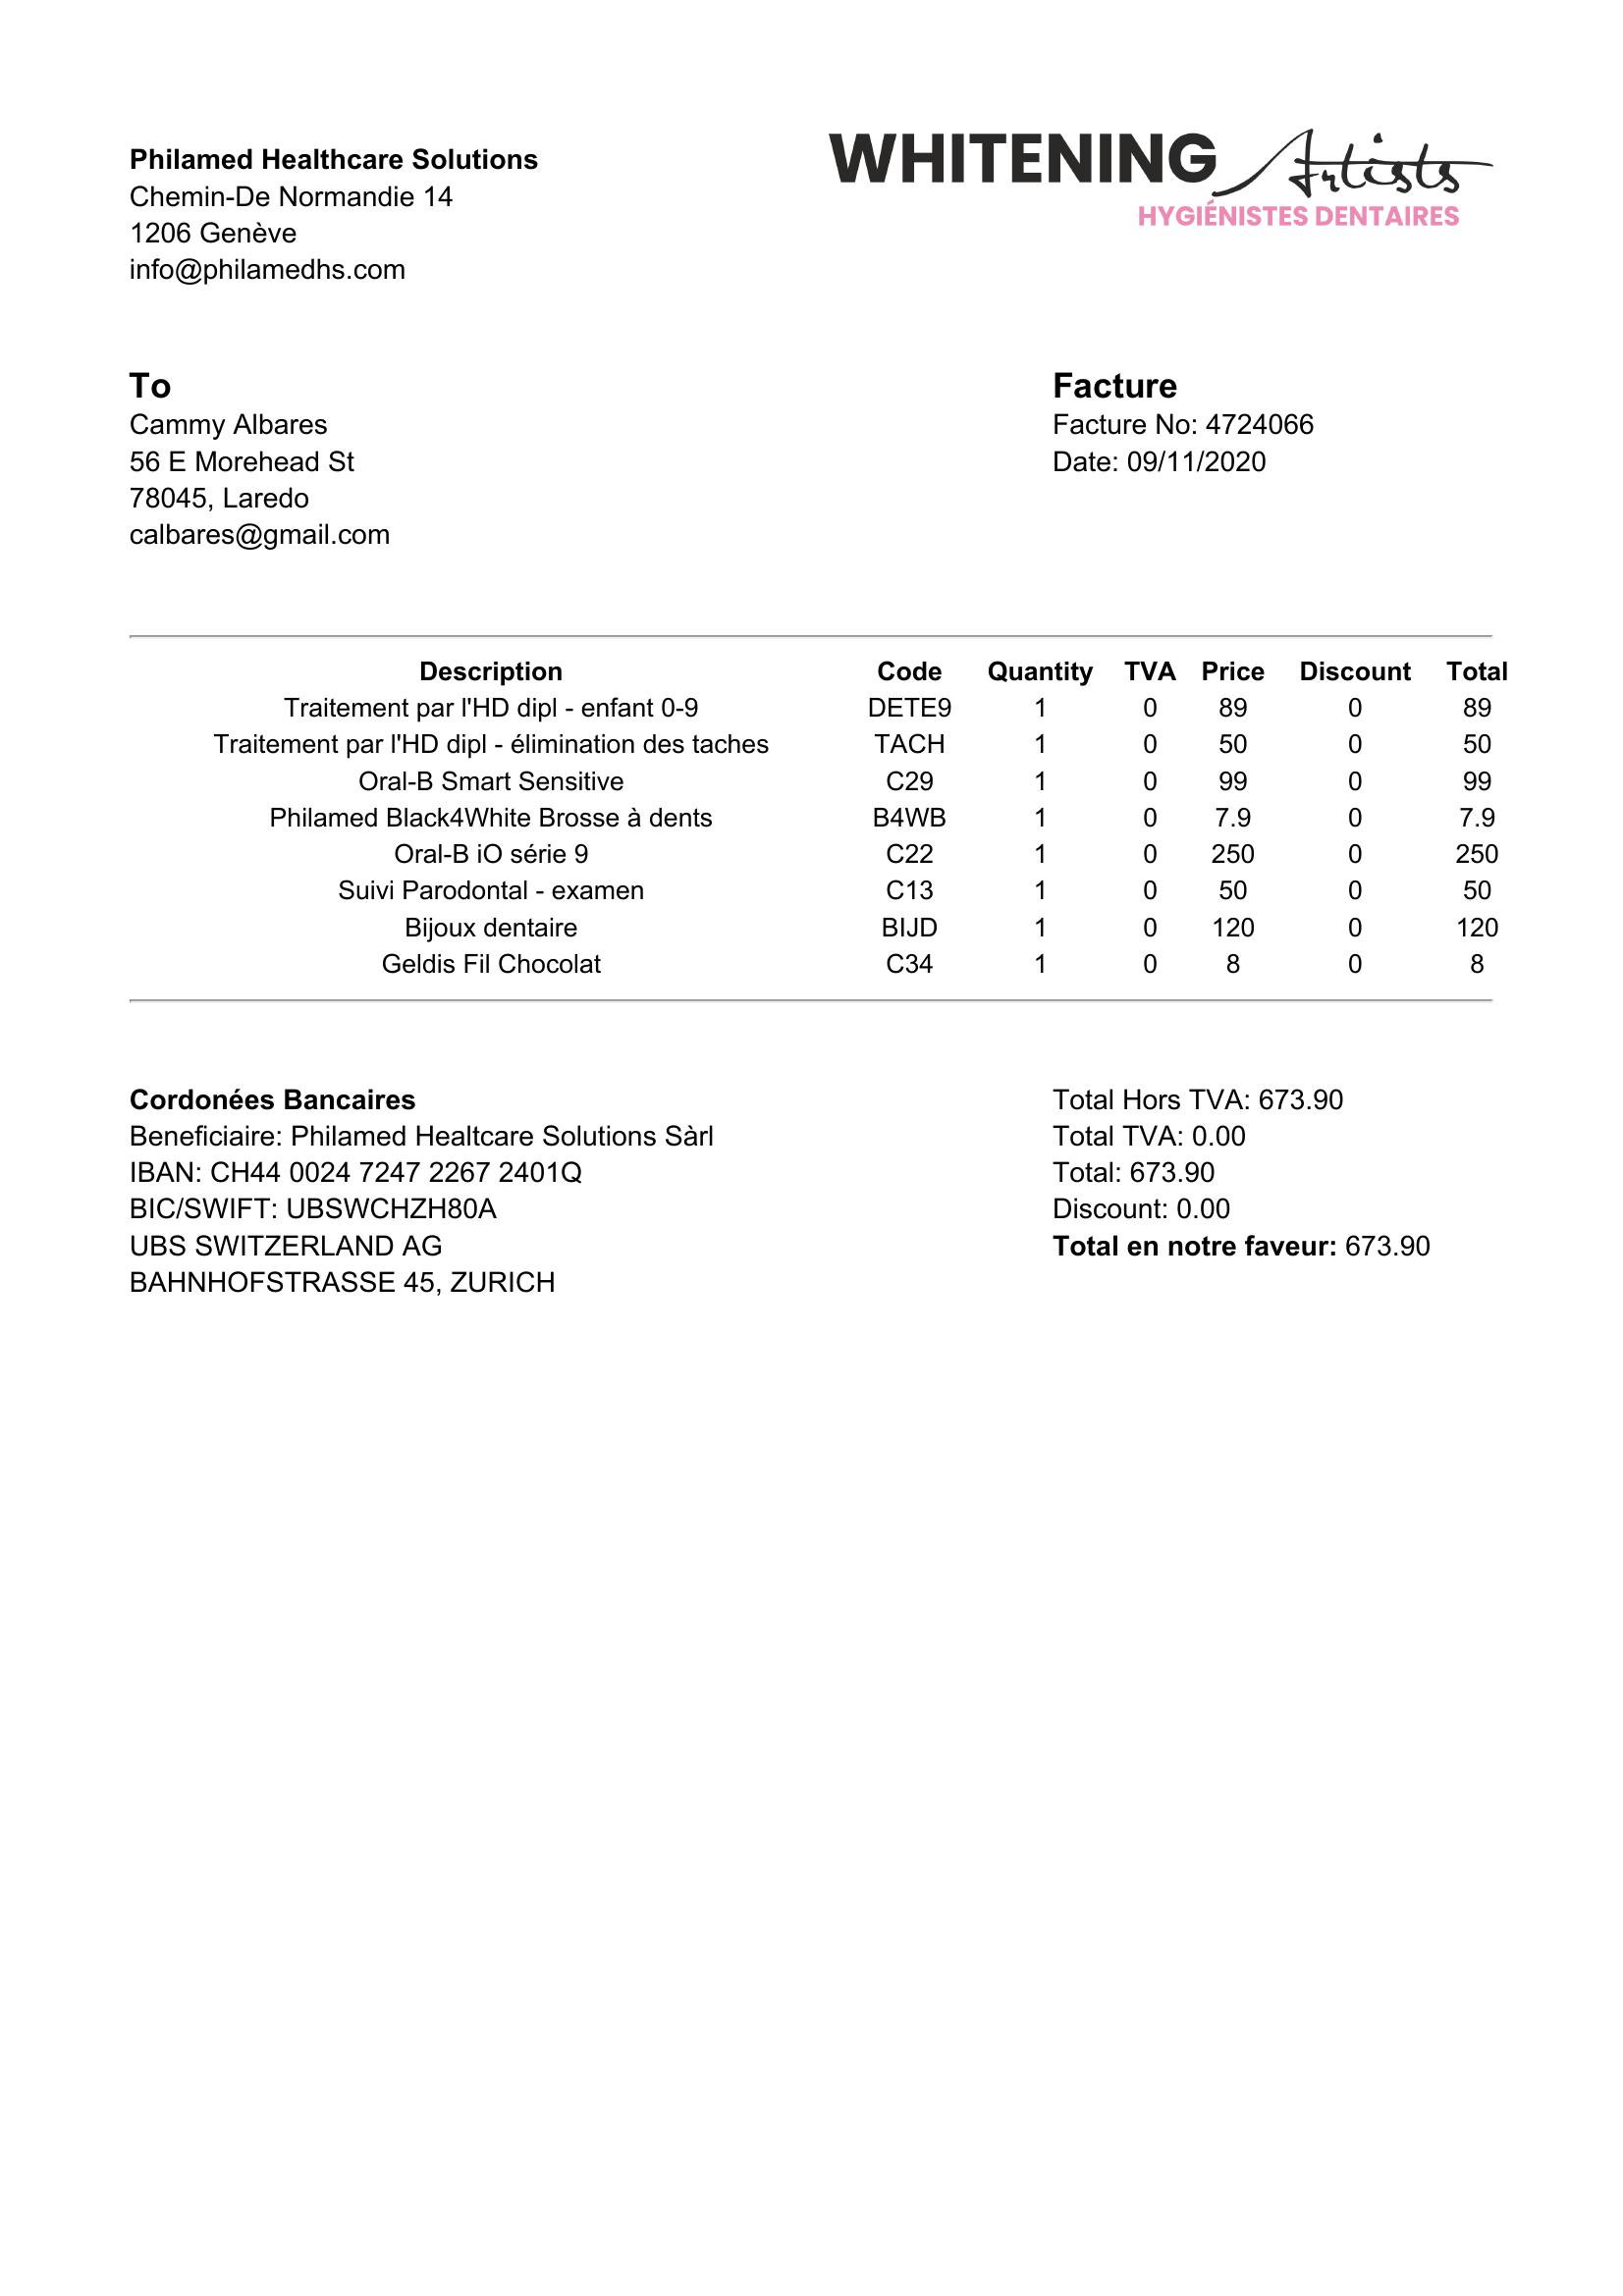 Philamed Healthcare Solutions
Chemin-De Normandie 14
1206 Genève
info@philamedhs.com
WHITENING Artists
HYGIÉNISTES DENTAIRES
To
Cammy Albares
56 E Morehead St
78045, Laredo
calbares@gmail.com
Facture
Facture No: 4724066
Date: 09/11/2020
Description Code Quantity TVA Price Discount Total
Traitement par l'HD dipl - enfant 0-9 DETE9 1 0 89 0 89
Traitement par l'HD dipl - élimination des taches TACH 1 0 50 0 50
Oral-B Smart Sensitive C29 1 0 99 0 99
Philamed Black4White Brosse à dents B4WB 1 0 7.9 0 7.9
Oral-B iO série 9 C22 1 0 250 0 250
Suivi Parodontal - examen C13 1 0 50 0 50
Bijoux dentaire BIJD 1 0 120 0 120
Geldis Fil Chocolat C34 1 0 8 0 8
Cordonées Bancaires
Beneficiaire: Philamed Healtcare Solutions Sàrl
IBAN: CH44 0024 7247 2267 2401Q
BIC/SWIFT: UBSWCHZH80A
UBS SWITZERLAND AG
BAHNHOFSTRASSE 45, ZURICH
Total Hors TVA: 673.90
Total TVA: 0.00
Total: 673.90
Discount: 0.00
Total en notre faveur: 673.90